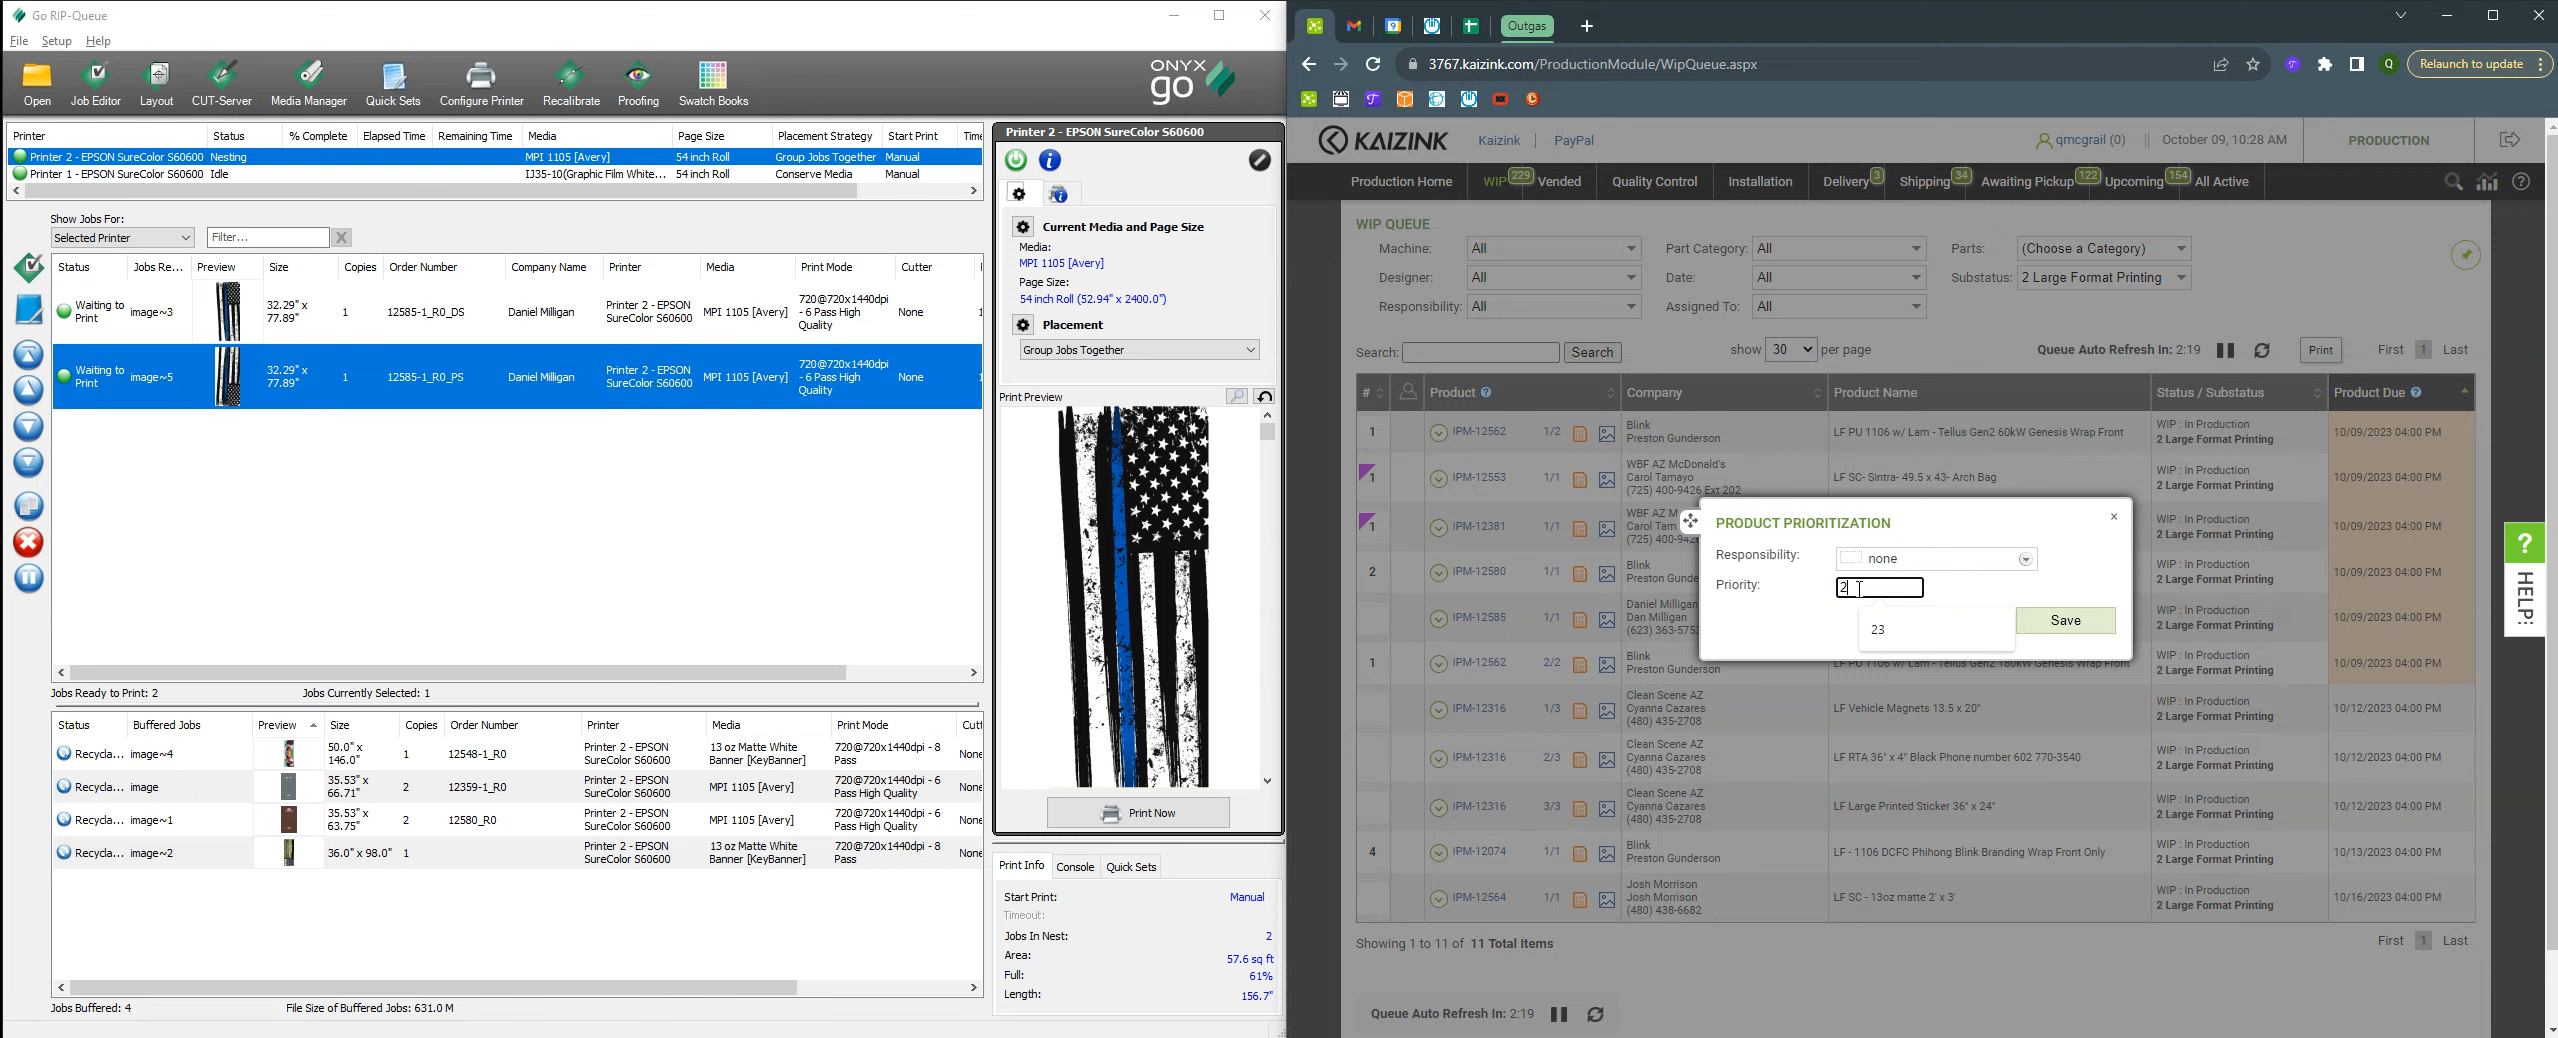 Go RIP-Queue
File Setup Help
Open Job Editor Layout CUT-Server Media Manager Quick Sets Configure Printer Recalibrate Proofing Swatch Books
ONYX go
Printer Status % Complete Elapsed Time Remaining Time Media Page Size Placement Strategy Start Print
Printer 2 - EPSON SureColor S60600 Nesting MPI 1105 [Avery] 54 inch Roll Group Jobs Together Manual
Printer 1 - EPSON SureColor S60600 Idle IJ35-10(Graphic Film White... 54 inch Roll Conserve Media Manual
Show Jobs For:
Selected Printer Filter... X
Status Jobs Re... Preview Size Copies Order Number Company Name Printer Media Print Mode Cutter
Waiting to Print image~3 32.29" x 77.89" 1 12585-1_R0_DS Daniel Milligan Printer 2 - EPSON SureColor S60600 MPI 1105 [Avery] 720@720x1440dpi - 6 Pass High Quality None
Waiting to Print image~5 32.29" x 77.89" 1 12585-1_R0_PS Daniel Milligan Printer 2 - EPSON SureColor S60600 MPI 1105 [Avery] 720@720x1440dpi - 6 Pass High Quality None
Jobs Ready to Print: 2 Jobs Currently Selected: 1
Status Buffered Jobs Preview Size Copies Order Number Printer Media Print Mode
Recycla... image~4 50.0" x 146.0" 1 12548-1_R0 Printer 2 - EPSON SureColor S60600 13 oz Matte White Banner [KeyBanner] 720@720x1440dpi - 8 Pass
Recycla... image 35.53" x 66.71" 2 12359-1_R0 Printer 2 - EPSON SureColor S60600 MPI 1105 [Avery] 720@720x1440dpi - 6 Pass High Quality
Recycla... image~1 35.53" x 63.75" 2 12580_R0 Printer 2 - EPSON SureColor S60600 MPI 1105 [Avery] 720@720x1440dpi - 6 Pass High Quality
Recycla... image~2 36.0" x 98.0" 1 Printer 2 - EPSON SureColor S60600 13 oz Matte White Banner [KeyBanner] 720@720x1440dpi - 8 Pass
Jobs Buffered: 4 File Size of Buffered Jobs: 631.0 M
Printer 2 - EPSON SureColor S60600
Current Media and Page Size
Media:
MPI 1105 [Avery]
Page Size:
54 inch Roll (52.94" x 2400.0")
Placement
Group Jobs Together
Print Preview
Print Now
Print Info Console Quick Sets
Start Print: Manual
Timeout:
Jobs In Nest: 2
Area: 57.6 sq ft
Full: 61%
Length: 156.7"
Outgas
3767.kaizink.com/ProductionModule/WipQueue.aspx
Q Relaunch to update
KAIZINK Kaizink PayPal qmcgrail (0) October 09, 10:28 AM PRODUCTION
Production Home WIP 229 Vended Quality Control Installation Delivery 3 Shipping 34 Awaiting Pickup 122 Upcoming 154 All Active
WIP QUEUE
Machine: All Part Category: All Parts: (Choose a Category)
Designer: All Date: All Substatus: 2 Large Format Printing
Responsibility: All Assigned To: All
Search: Search show 30 per page Queue Auto Refresh In: 2:19 Print First 1 Last
# Product Company Product Name Status / Substatus Product Due
1 IPM-12562 1/2 Blink Preston Gunderson LF PU 1106 w/ Lam - Tellus Gen2 60kW Genesis Wrap Front WIP : In Production 2 Large Format Printing 10/09/2023 04:00 PM
1 IPM-12553 1/1 WBF AZ McDonald's Carol Tamayo (725) 400-9426 Ext 202 LF SC- Sintra- 49.5 x 43- Arch Bag WIP : In Production 2 Large Format Printing 10/09/2023 04:00 PM
1 IPM-12381 1/1 WBF AZ M Carol Tam (725) 400-942 WIP : In Production 2 Large Format Printing 10/09/2023 04:00 PM
2 IPM-12580 1/1 Blink Preston Gunde WIP : In Production 2 Large Format Printing 10/09/2023 04:00 PM
IPM-12585 1/1 Daniel Milligan Dan Milligan (623) 363-575 WIP : In Production 2 Large Format Printing 10/09/2023 04:00 PM
1 IPM-12562 2/2 Blink Preston Gunderson LF PU 1106 w/ Lam - Tellus Gen2 180kW Genesis Wrap Front WIP : In Production 2 Large Format Printing 10/09/2023 04:00 PM
IPM-12316 1/3 Clean Scene AZ Cyanna Cazares (480) 435-2708 LF Vehicle Magnets 13.5 x 20" WIP : In Production 2 Large Format Printing 10/12/2023 04:00 PM
IPM-12316 2/3 Clean Scene AZ Cyanna Cazares (480) 435-2708 LF RTA 36" x 4" Black Phone number 602 770-3540 WIP : In Production 2 Large Format Printing 10/12/2023 04:00 PM
IPM-12316 3/3 Clean Scene AZ Cyanna Cazares (480) 435-2708 LF Large Printed Sticker 36" x 24" WIP : In Production 2 Large Format Printing 10/12/2023 04:00 PM
4 IPM-12074 1/1 Blink Preston Gunderson LF - 1106 DCFC Phihong Blink Branding Wrap Front Only WIP : In Production 2 Large Format Printing 10/13/2023 04:00 PM
IPM-12564 1/1 Josh Morrison Josh Morrison (480) 438-6682 LF SC - 13oz matte 2' x 3' WIP : In Production 2 Large Format Printing 10/16/2023 04:00 PM
Showing 1 to 11 of 11 Total Items First 1 Last
Queue Auto Refresh In: 2:19
PRODUCT PRIORITIZATION ×
Responsibility: none
Priority: 2
23
Save
? HELP!